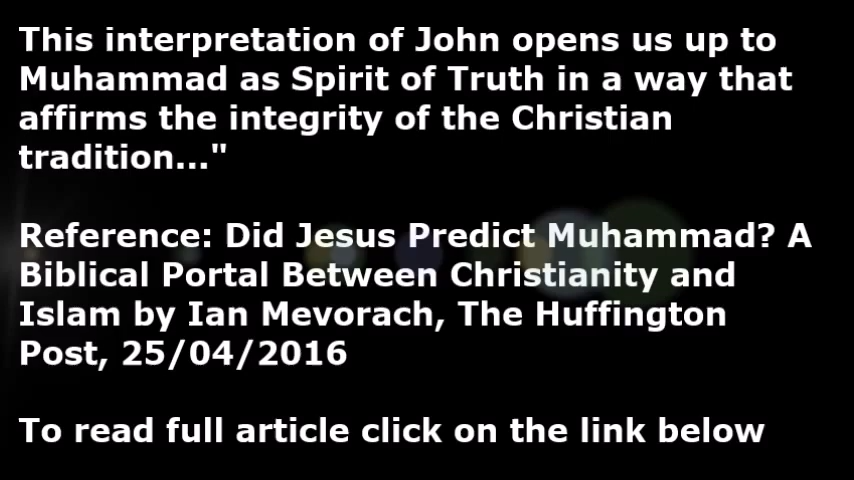 This interpretation of John opens us up to
Muhammad as Spirit of Truth in a way that
affirms the integrity of the Christian
tradition..."
Reference: Did Jesus Predict Muhammad? A
Biblical Portal Between Christianity and
Islam by Ian Mevorach, The Huffington
Post, 25/04/2016
To read full article click on the link below